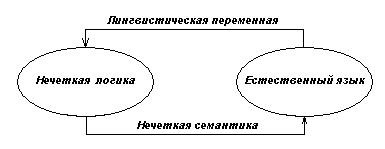 Лингвистическая переменная
Нечеткая логика
Естественный язык
Нечеткая семантика